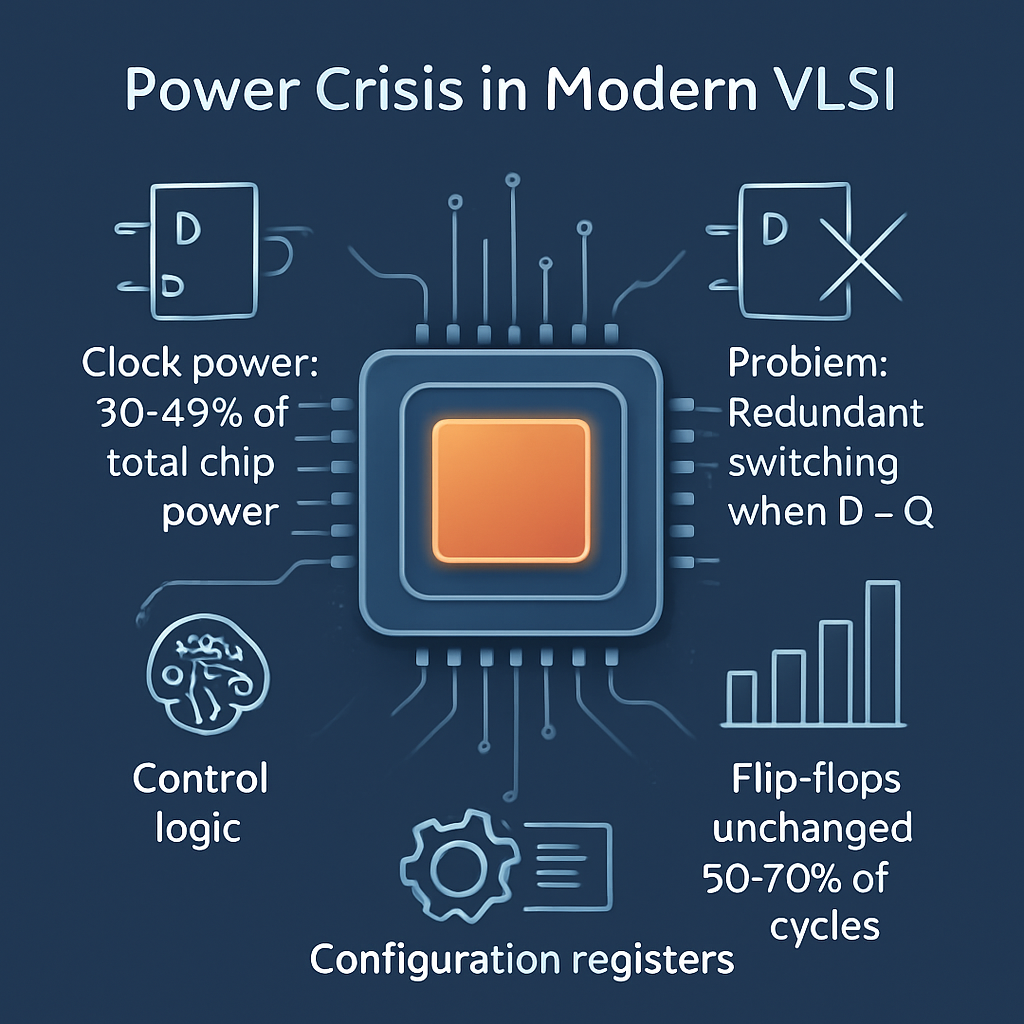 Power Crisis in Modern VLSI
D
D
Clock power:
30-49% of
total chip
power
D
Probiem:
Redundant
switching
when D – Q
Control
logic
Flip-flops
unchanged
50-70% of
cycles
Configuration registers